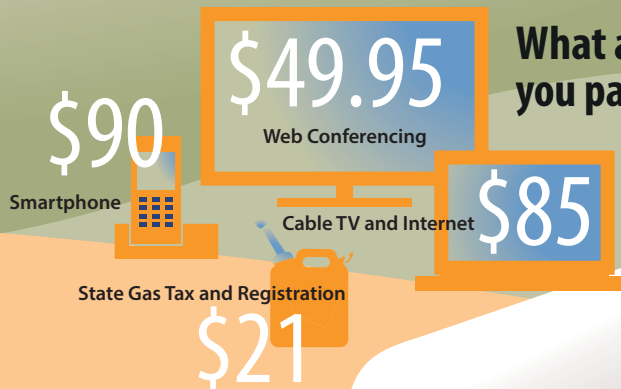 What a
you pa
$49.95
Web Conferencing
$90
Smartphone
Cable TV and Internet
$85
State Gas Tax and Registration
$21